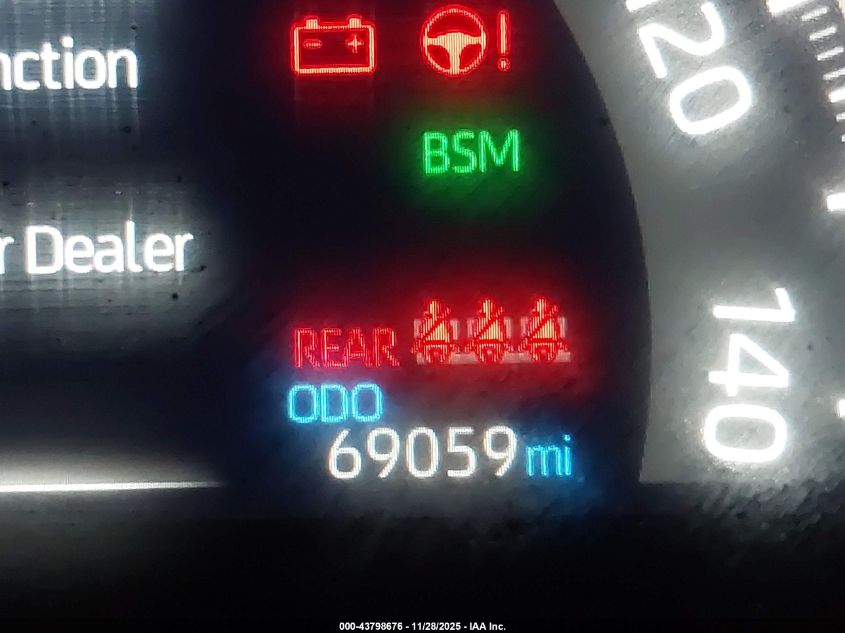 nction
BSM
r Dealer
REAR
ODO
69059 mi
120
140
000-43798676 - 11/28/2025 - IAA Inc.